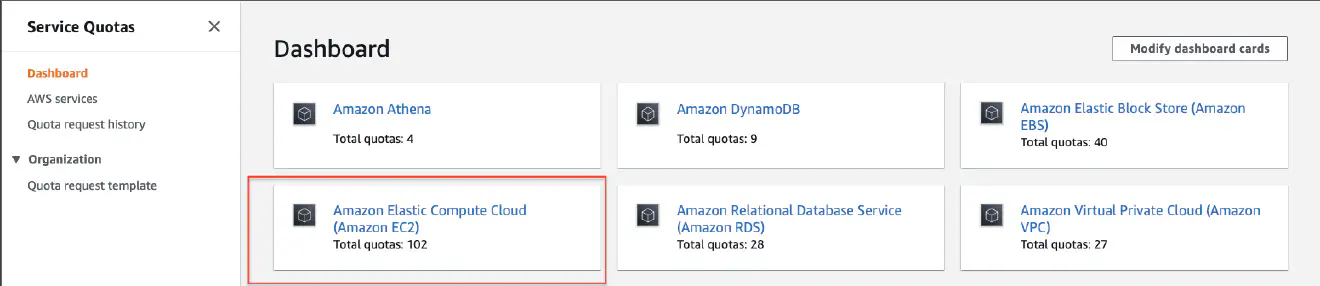 Service Quotas
Dashboard
AWS services
Quota request history
Organization
Quota request template
Dashboard
Modify dashboard cards
Amazon Athena
Total quotas: 4
Amazon DynamoDB
Total quotas: 9
Amazon Elastic Block Store (Amazon
EBS)
Total quotas: 40
Amazon Elastic Compute Cloud
(Amazon EC2)
Total quotas: 102
Amazon Relational Database Service
(Amazon RDS)
Total quotas: 28
Amazon Virtual Private Cloud (Amazon
VPC)
Total quotas: 27